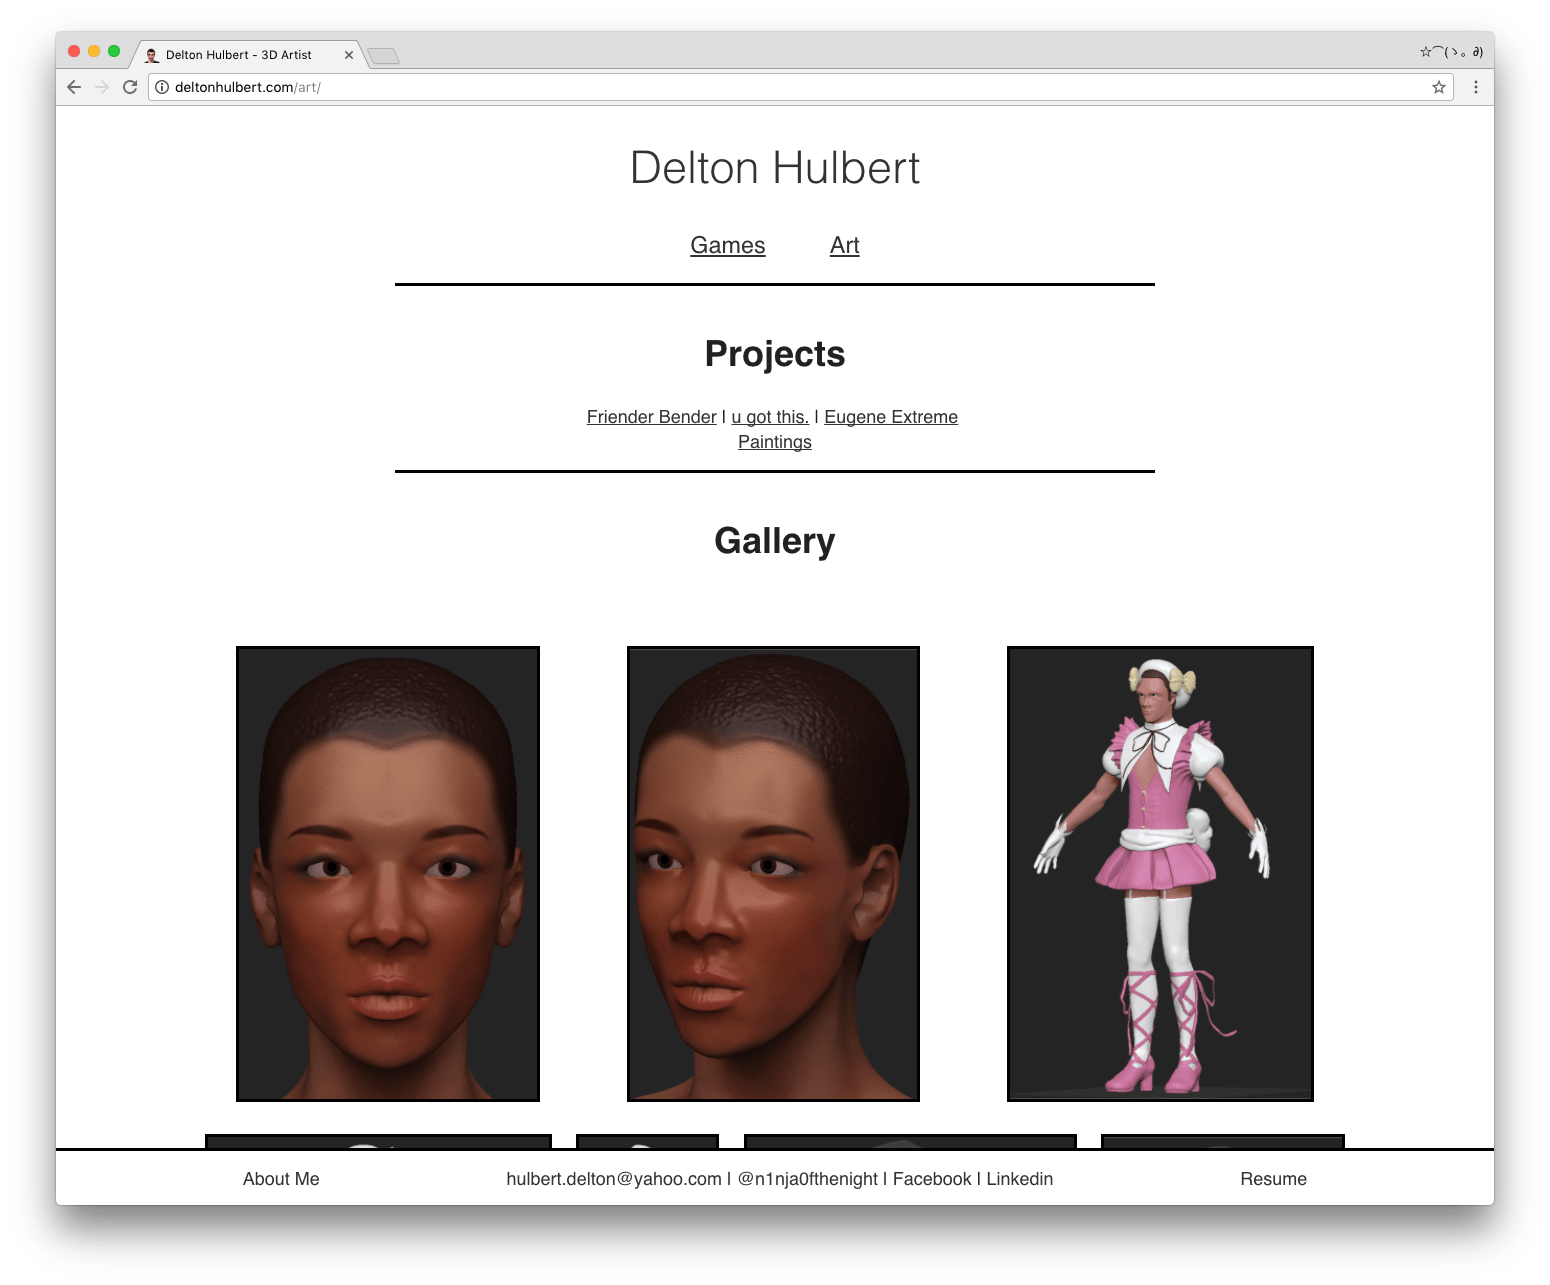 Delton Hulbert - 3D Artist
☆⌒(ゝ。∂)
deltonhulbert.com/art/
Delton Hulbert
Games Art
Projects
Friender Bender | u got this. | Eugene Extreme
Paintings
Gallery
About Me hulbert.delton@yahoo.com | @n1nja0fthenight | Facebook | Linkedin Resume